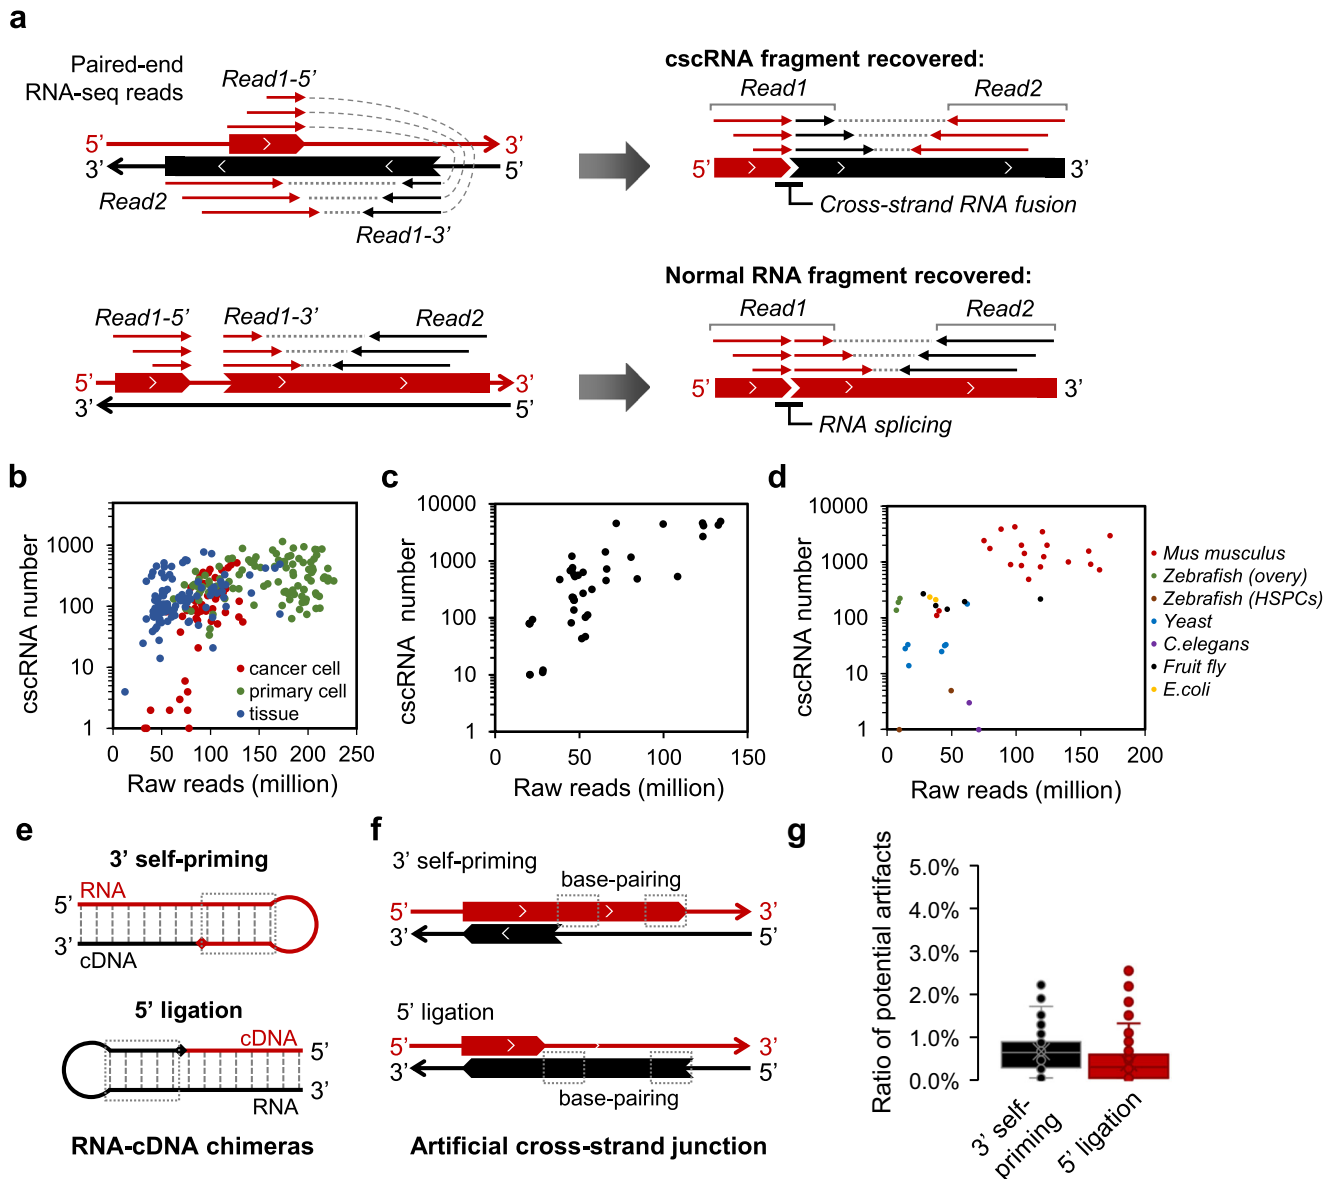 a
Paired-end
RNA-seq reads
Read1-5’
5’
3’
3’
5’
Read2
Read1-3’
cscRNA fragment recovered:
Read1
Read2
5’
3’
Cross-strand RNA fusion
Read1-5’
Read1-3’
Read2
5’
3’
3’
5’
Normal RNA fragment recovered:
Read1
Read2
5’
3’
RNA splicing
b
cscRNA number
1000
100
10
1
0
50
100
150
200
250
Raw reads (million)
cancer cell
primary cell
tissue
c
cscRNA number
10000
1000
100
10
1
0
50
100
150
Raw reads (million)
d
cscRNA number
10000
1000
100
10
1
0
50
100
150
200
Raw reads (million)
Mus musculus
Zebrafish (overy)
Zebrafish (HSPCs)
Yeast
C.elegans
Fruit fly
E.coli
e
3’ self-priming
5’
RNA
3’
cDNA
5’ ligation
cDNA
5’
3’
RNA
RNA-cDNA chimeras
f
3’ self-priming
base-pairing
5’
3’
3’
5’
5’ ligation
5’
3’
3’
5’
base-pairing
Artificial cross-strand junction
g
Ratio of potential artifacts
5.0%
4.0%
3.0%
2.0%
1.0%
0.0%
3’ self-
priming
5’ ligation